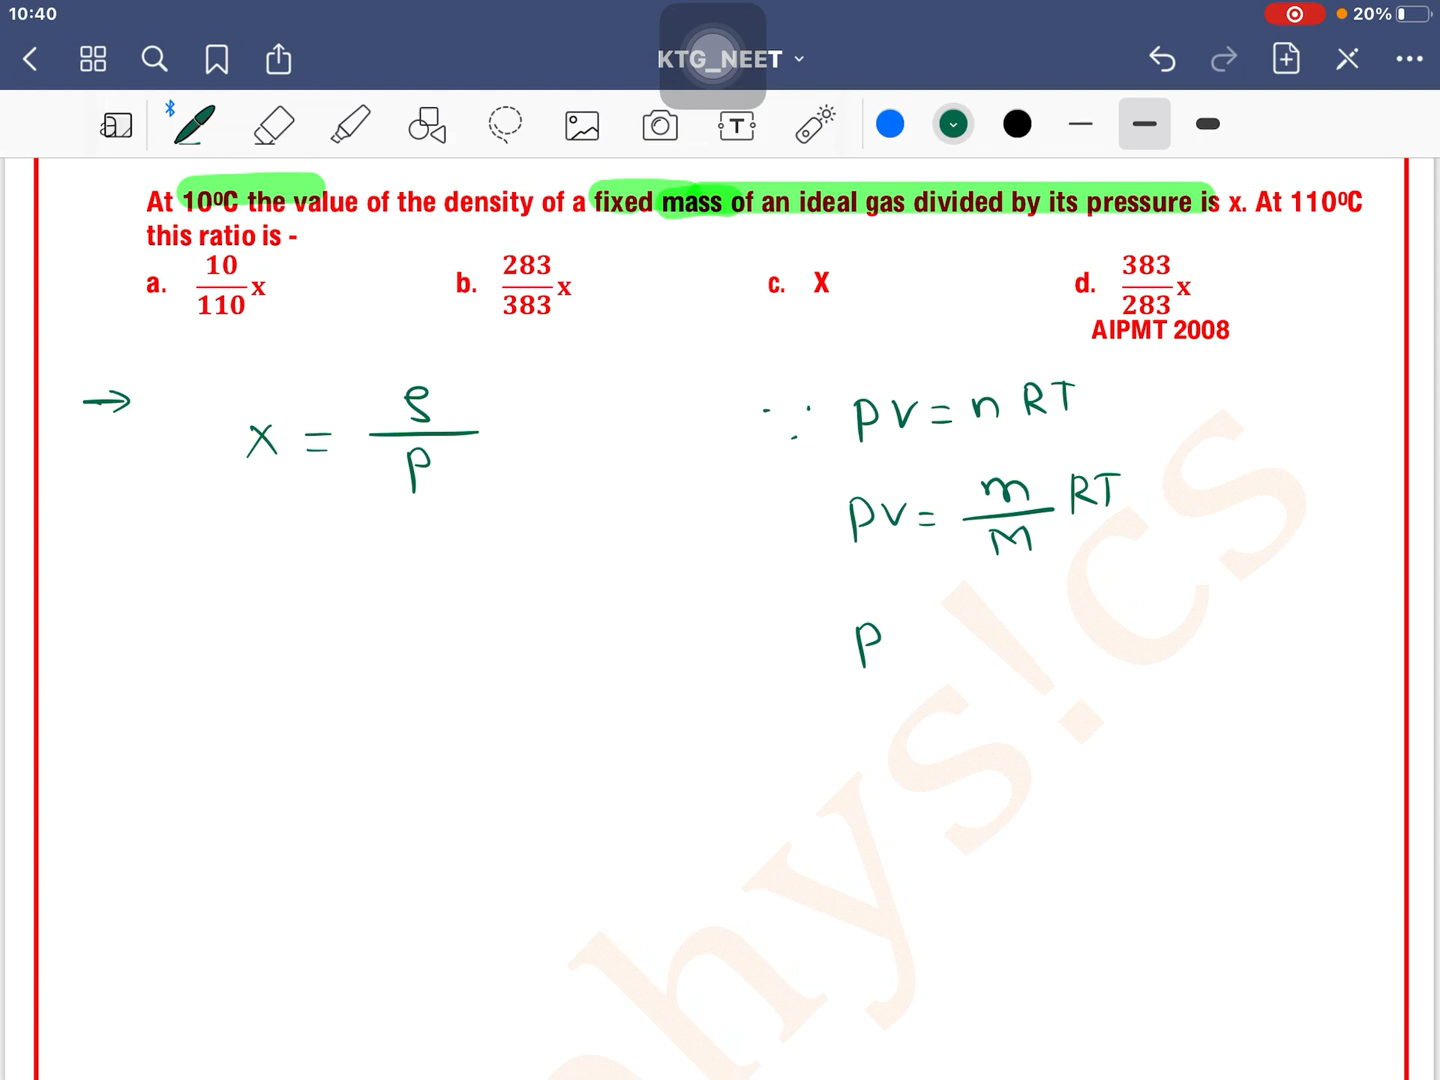 10:40
20%
KTG_NEET
T
At 10⁰C the value of the density of a fixed mass of an ideal gas divided by its pressure is x. At 110⁰C
this ratio is -
a. 10/110 x b. 283/383 x c. X d. 383/283 x
AIPMT 2008
→ x = ρ/P
∵ PV = nRT
PV = m/M RT
P
hys!cs